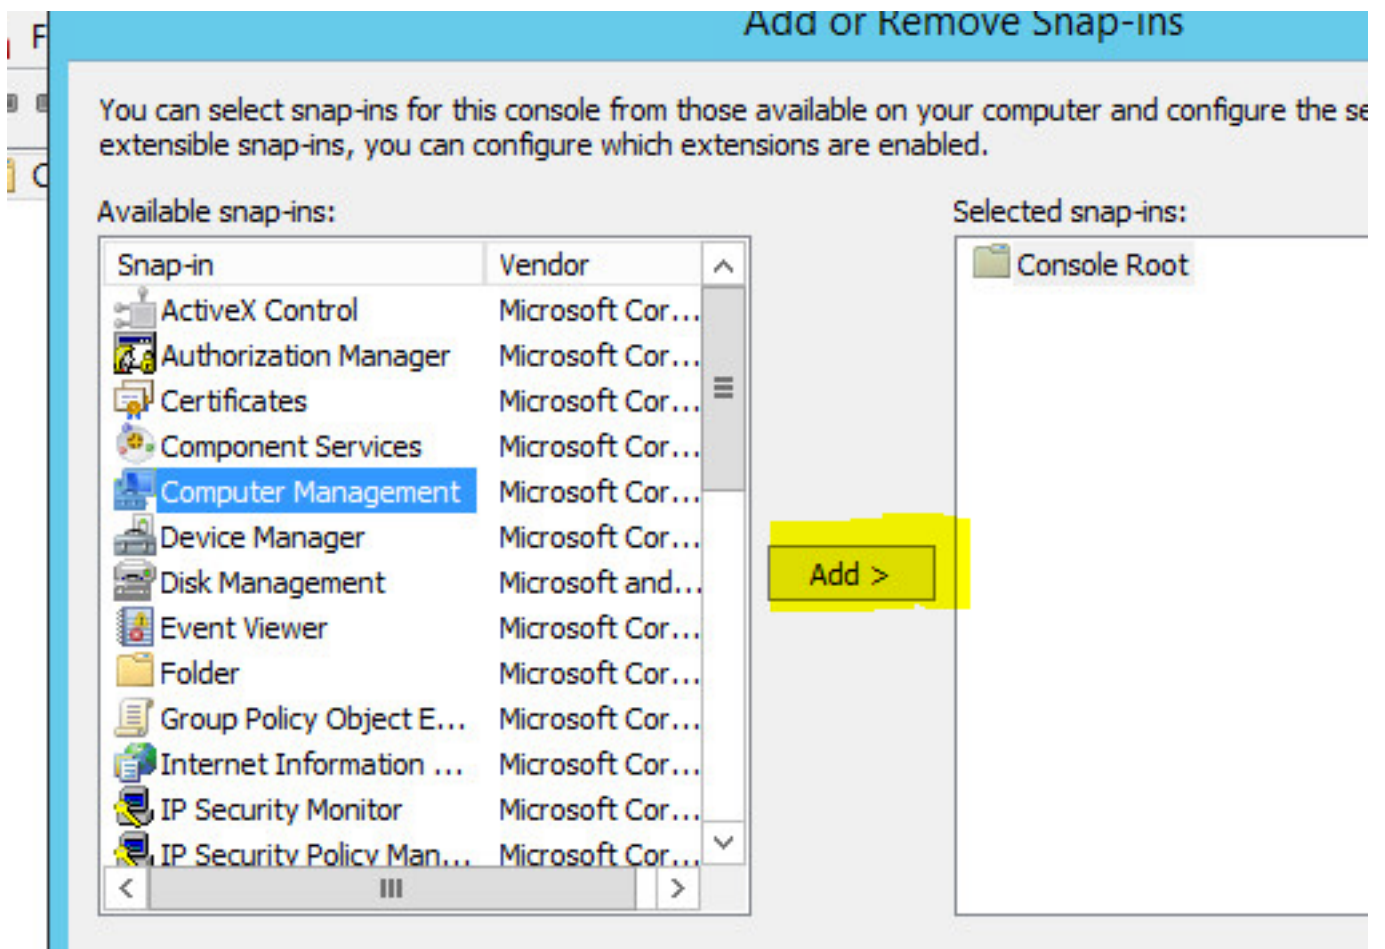 Add or Remove Snap-ins
F
You can select snap-ins for this console from those available on your computer and configure the se
extensible snap-ins, you can configure which extensions are enabled.
C
Available snap-ins:
Selected snap-ins:
Snap-in Vendor
Console Root
ActiveX Control Microsoft Cor...
Authorization Manager Microsoft Cor...
Certificates Microsoft Cor...
Component Services Microsoft Cor...
Computer Management Microsoft Cor...
Device Manager Microsoft Cor...
Disk Management Microsoft and...
Add >
Event Viewer Microsoft Cor...
Folder Microsoft Cor...
Group Policy Object E... Microsoft Cor...
Internet Information ... Microsoft Cor...
IP Security Monitor Microsoft Cor...
IP Security Policy Man... Microsoft Cor...